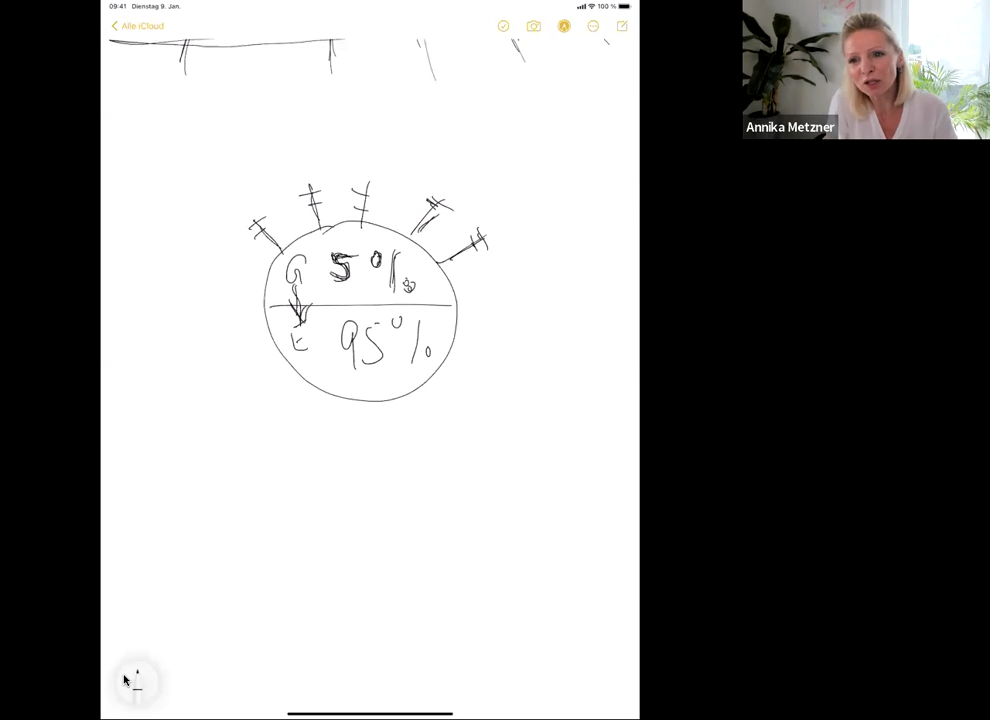 09:41 Dienstag 9. Jan.
100 %
Alle iCloud
Annika Metzner
G 5 %
E 95 %